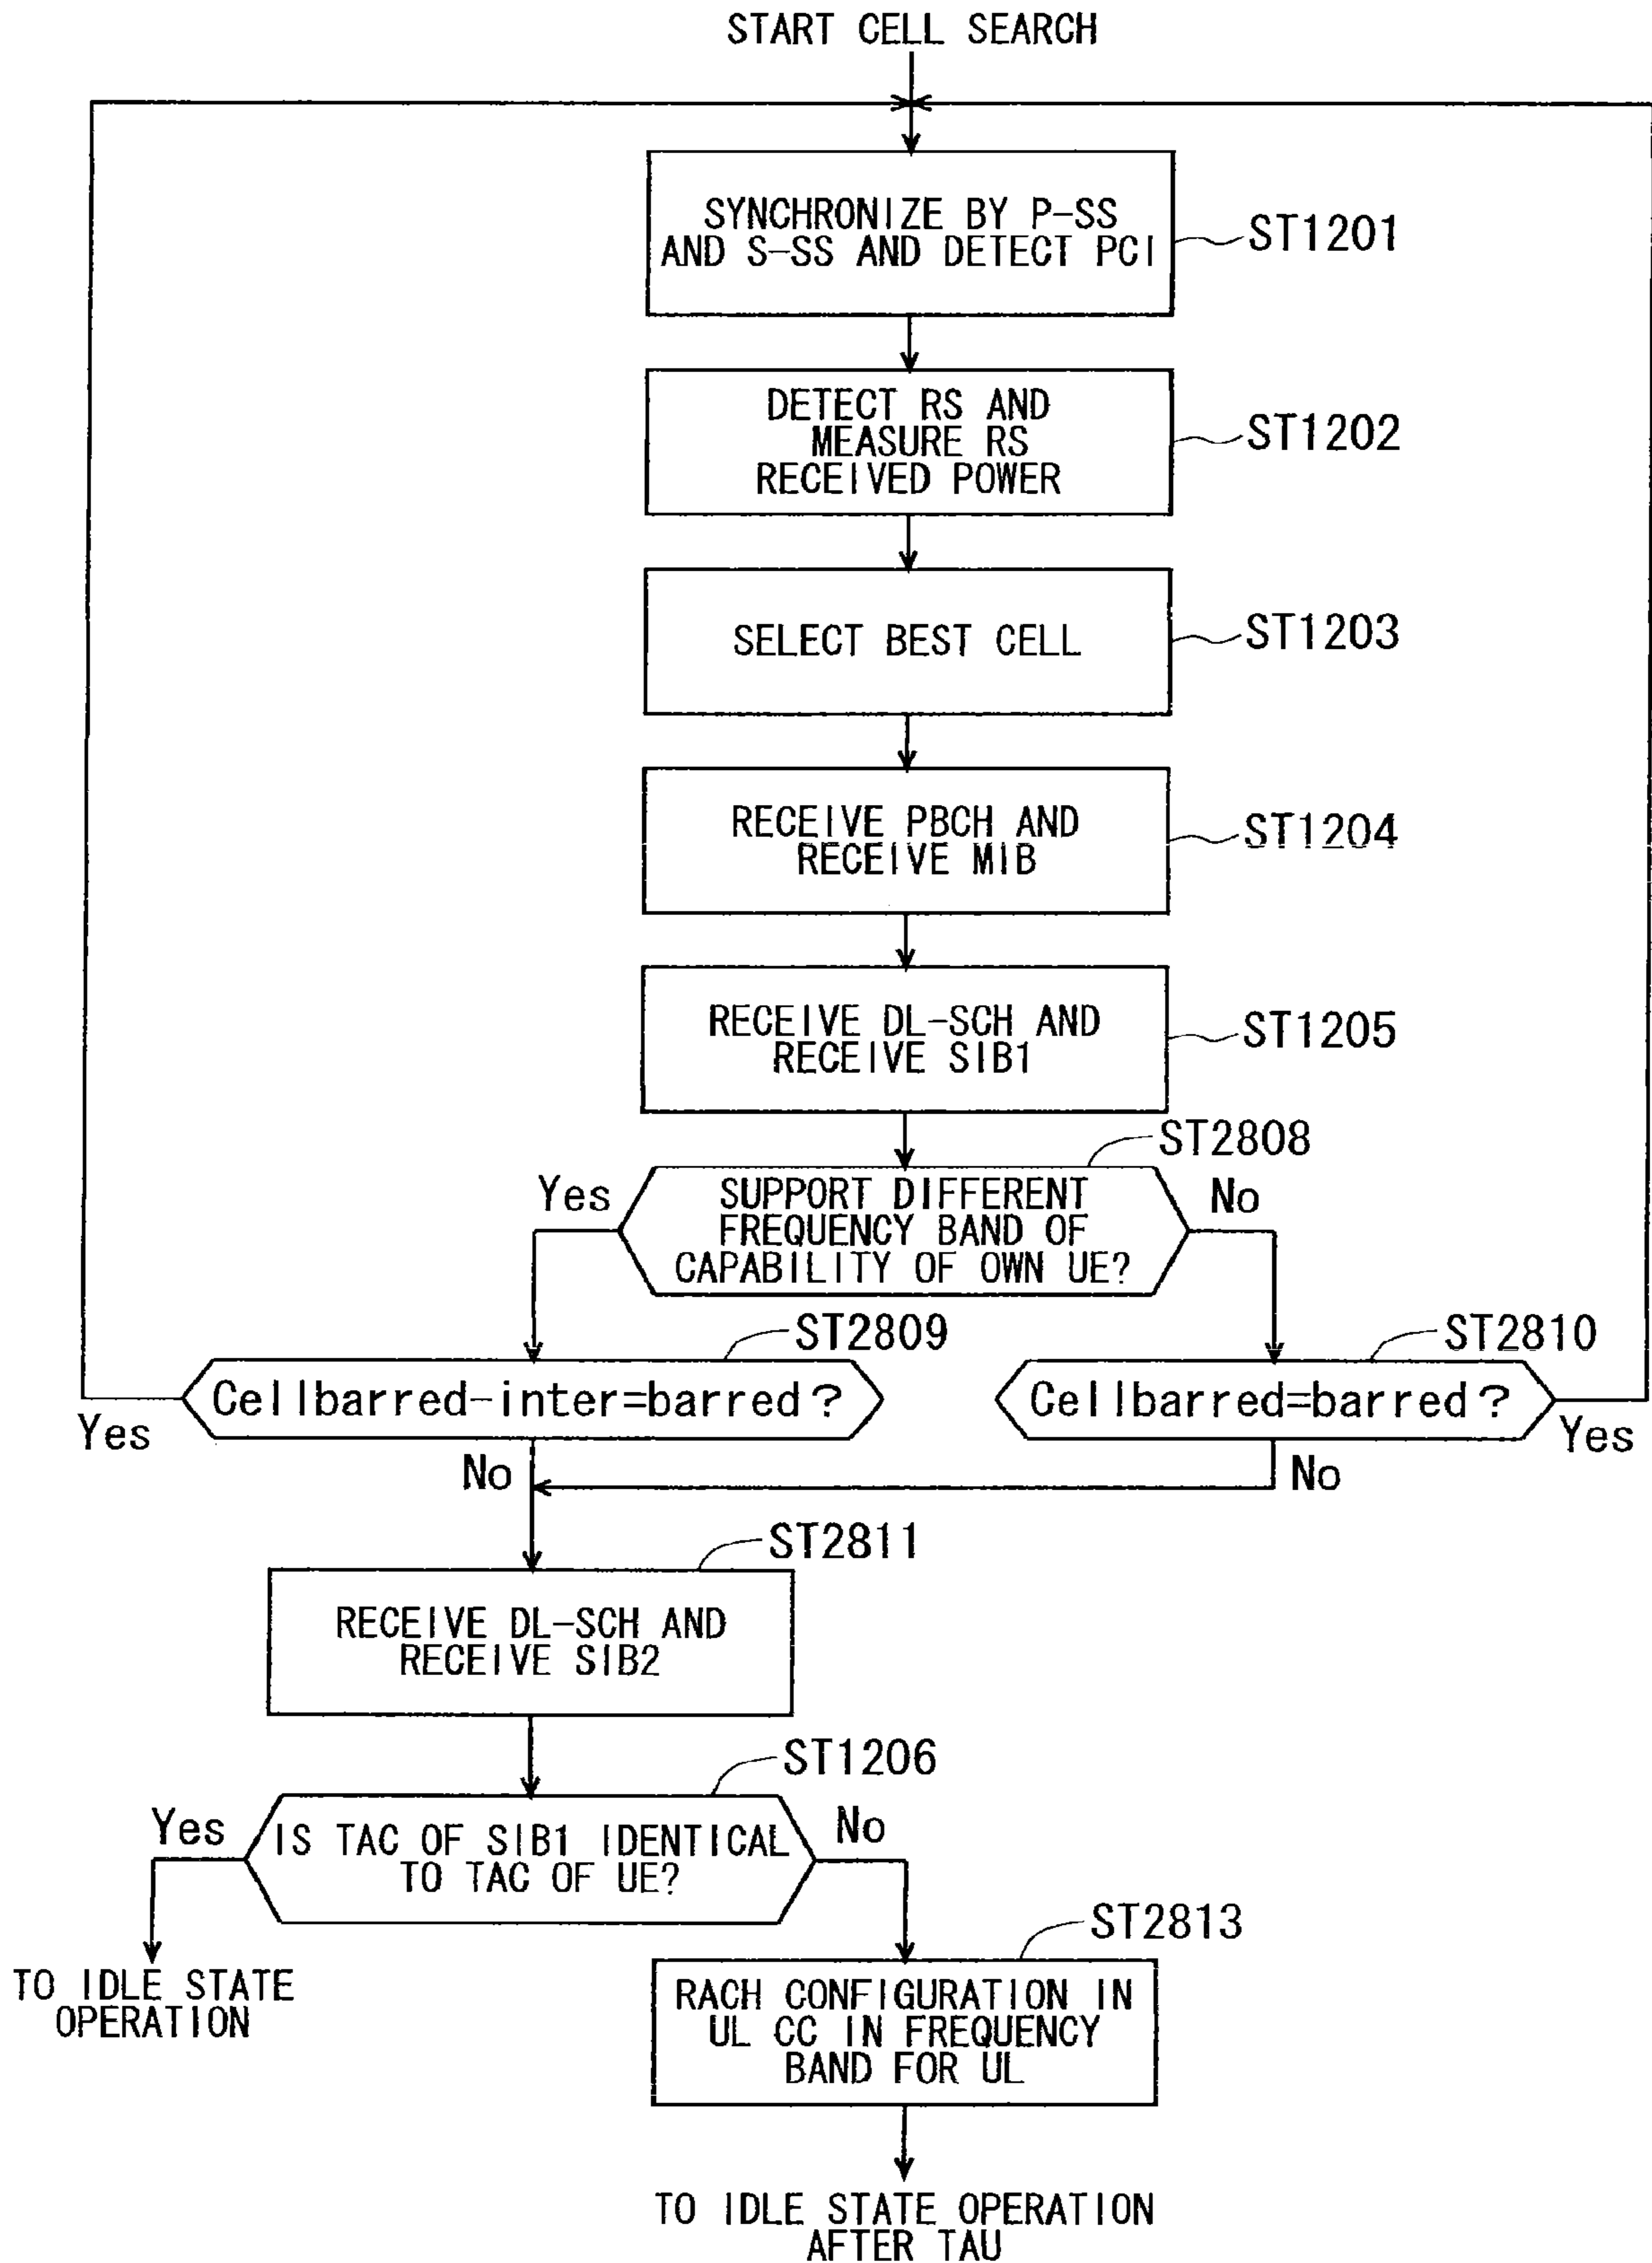 START CELL SEARCH
SYNCHRONIZE BY P-SS
AND S-SS AND DETECT PCI
ST1201
DETECT RS AND
MEASURE RS
RECEIVED POWER
ST1202
SELECT BEST CELL
ST1203
RECEIVE PBCH AND
RECEIVE MIB
ST1204
RECEIVE DL-SCH AND
RECEIVE SIB1
ST1205
ST2808
Yes
SUPPORT DIFFERENT
FREQUENCY BAND OF
CAPABILITY OF OWN UE?
No
ST2809
Cellbarred-inter=barred?
Yes
No
ST2810
Cellbarred=barred?
Yes
No
ST2811
RECEIVE DL-SCH AND
RECEIVE SIB2
ST1206
Yes
IS TAC OF SIB1 IDENTICAL
TO TAC OF UE?
No
TO IDLE STATE
OPERATION
ST2813
RACH CONFIGURATION IN
UL CC IN FREQUENCY
BAND FOR UL
TO IDLE STATE OPERATION
AFTER TAU